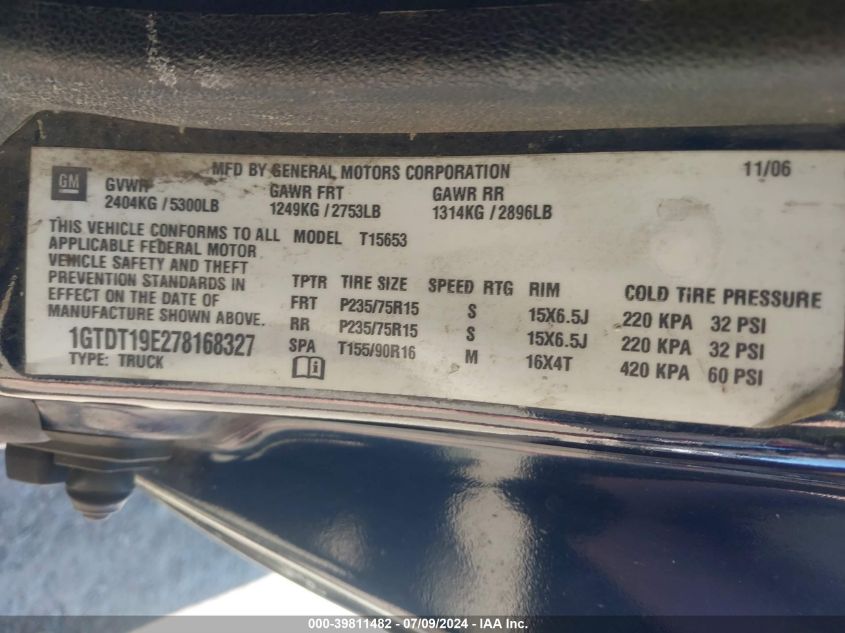 MFD BY GENERAL MOTORS CORPORATION 11/06
GM
GVWR GAWR FRT GAWR RR
2404KG / 5300LB 1249KG / 2753LB 1314KG / 2896LB
THIS VEHICLE CONFORMS TO ALL
APPLICABLE FEDERAL MOTOR
VEHICLE SAFETY AND THEFT
PREVENTION STANDARDS IN
EFFECT ON THE DATE OF
MANUFACTURE SHOWN ABOVE.
1GTDT19E278168327
TYPE: TRUCK
MODEL T15653
TPTR TIRE SIZE SPEED RTG RIM COLD TIRE PRESSURE
FRT P235/75R15 S 15X6.5J 220 KPA 32 PSI
RR P235/75R15 S 15X6.5J 220 KPA 32 PSI
SPA T155/90R16 M 16X4T 420 KPA 60 PSI
000-39811482 - 07/09/2024 - IAA Inc.